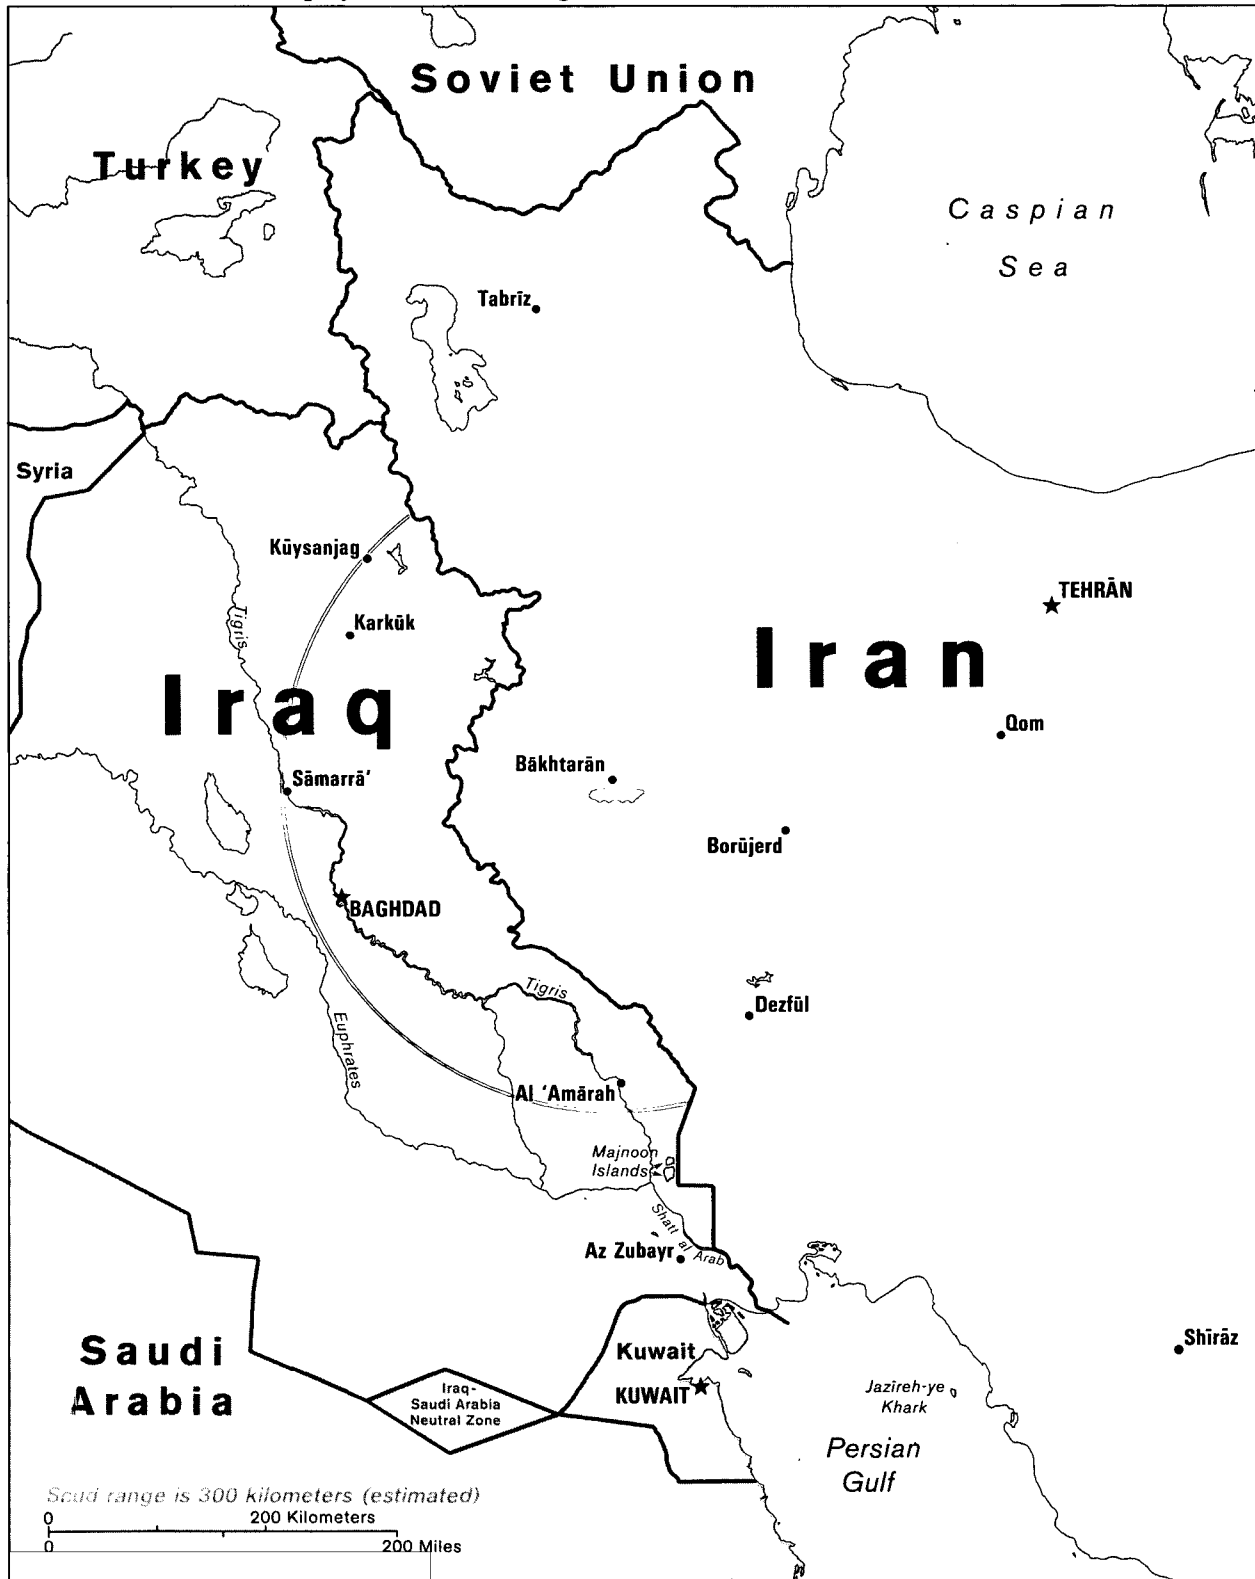 Soviet Union
Turkey
Caspian
Sea
Tabrīz
Syria
Kūysanjag
TEHRĀN
Tigris
Karkūk
Iran
Iraq
Qom
Bākhtarān
Sāmarrā'
Borūjerd
BAGHDAD
Tigris
Dezfūl
Euphrates
Al 'Amārah
Majnoon
Islands
Shatt al Arab
Az Zubayr
Saudi
Arabia
Kuwait
KUWAIT
Shīrāz
Iraq-
Saudi Arabia
Neutral Zone
Jazīreh-ye
Khark
Persian
Gulf
Scud range is 300 kilometers (estimated)
0 200 Kilometers
0 200 Miles